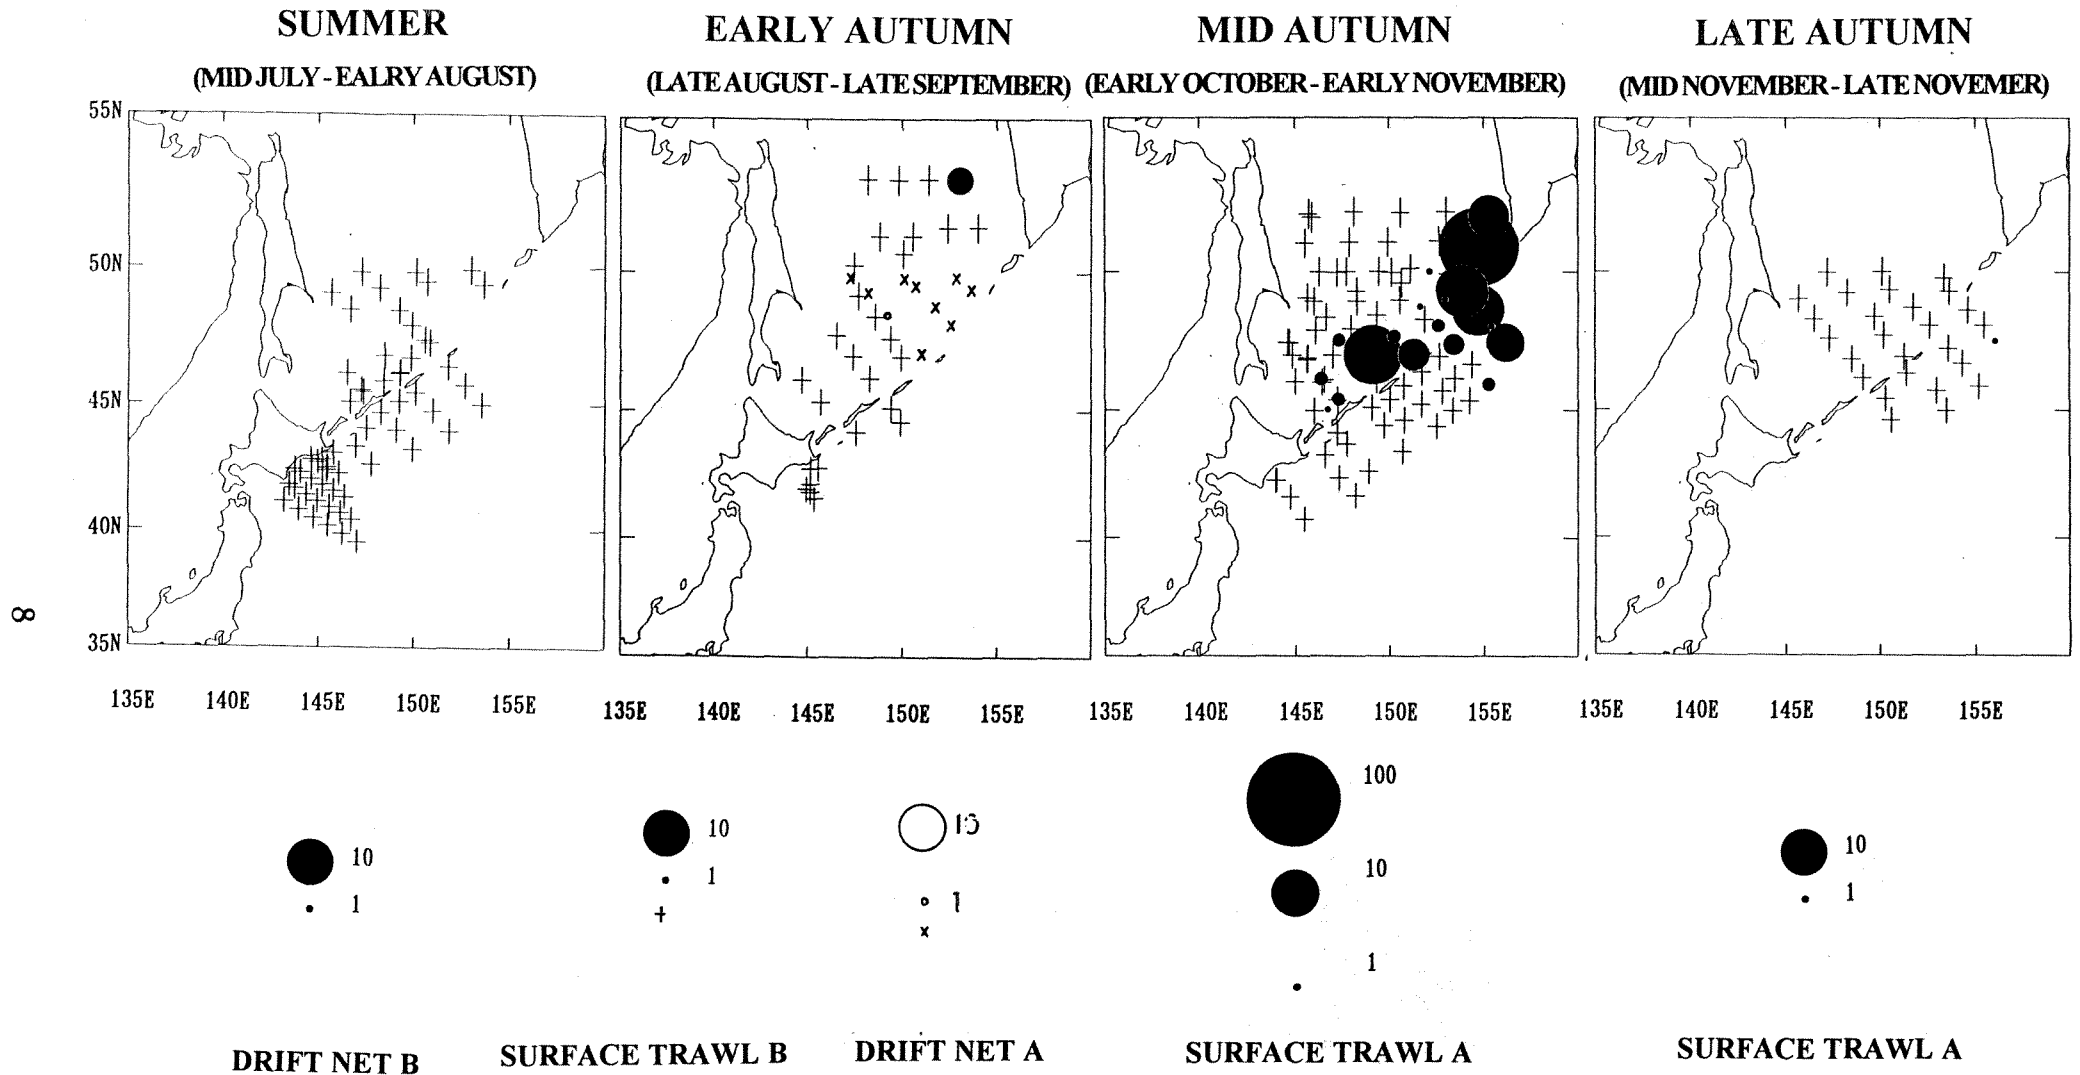 SUMMER
EARLY AUTUMN
MID AUTUMN
LATE AUTUMN
(MID JULY - EALRY AUGUST)
(LATE AUGUST - LATE SEPTEMBER)
(EARLY OCTOBER - EARLY NOVEMBER)
(MID NOVEMBER - LATE NOVEMER)
55N
50N
45N
40N
35N
135E 140E 145E 150E 155E
135E 140E 145E 150E 155E
135E 140E 145E 150E 155E
135E 140E 145E 150E 155E
8
10
1
10
1
1
100
10
1
10
1
DRIFT NET B
SURFACE TRAWL B
DRIFT NET A
SURFACE TRAWL A
SURFACE TRAWL A